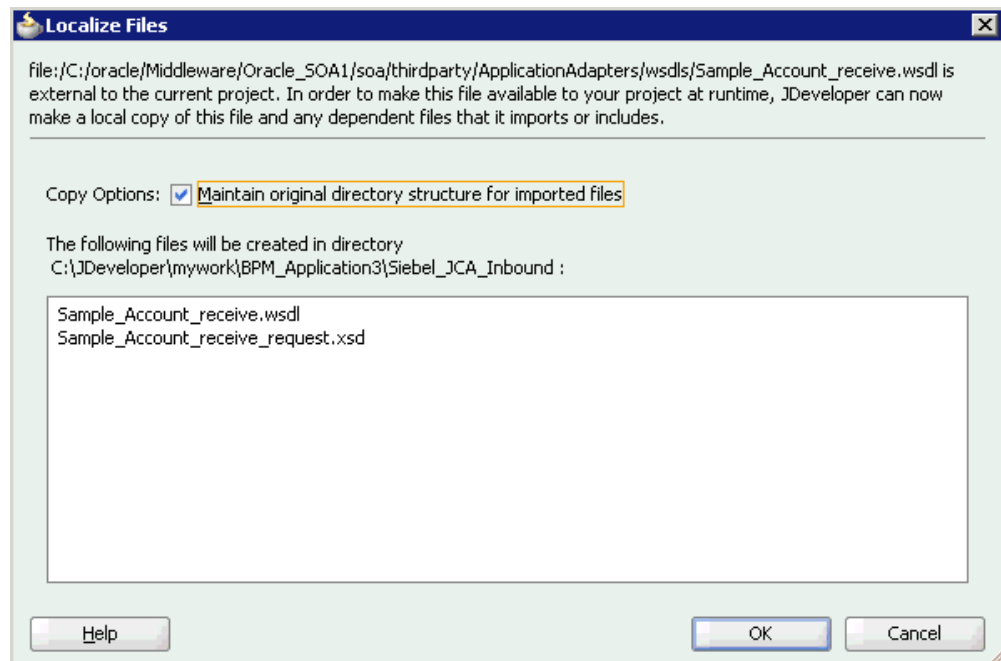 Localize Files
file:/C:/oracle/Middleware/Oracle_SOA1/soa/thirdparty/ApplicationAdapters/wsdls/Sample_Account_receive.wsdl is
external to the current project. In order to make this file available to your project at runtime, JDeveloper can now
make a local copy of this file and any dependent files that it imports or includes.
Copy Options: Maintain original directory structure for imported files
The following files will be created in directory
C:\JDeveloper\mywork\BPM_Application3\Siebel_JCA_Inbound :
Sample_Account_receive.wsdl
Sample_Account_receive_request.xsd
Help OK Cancel